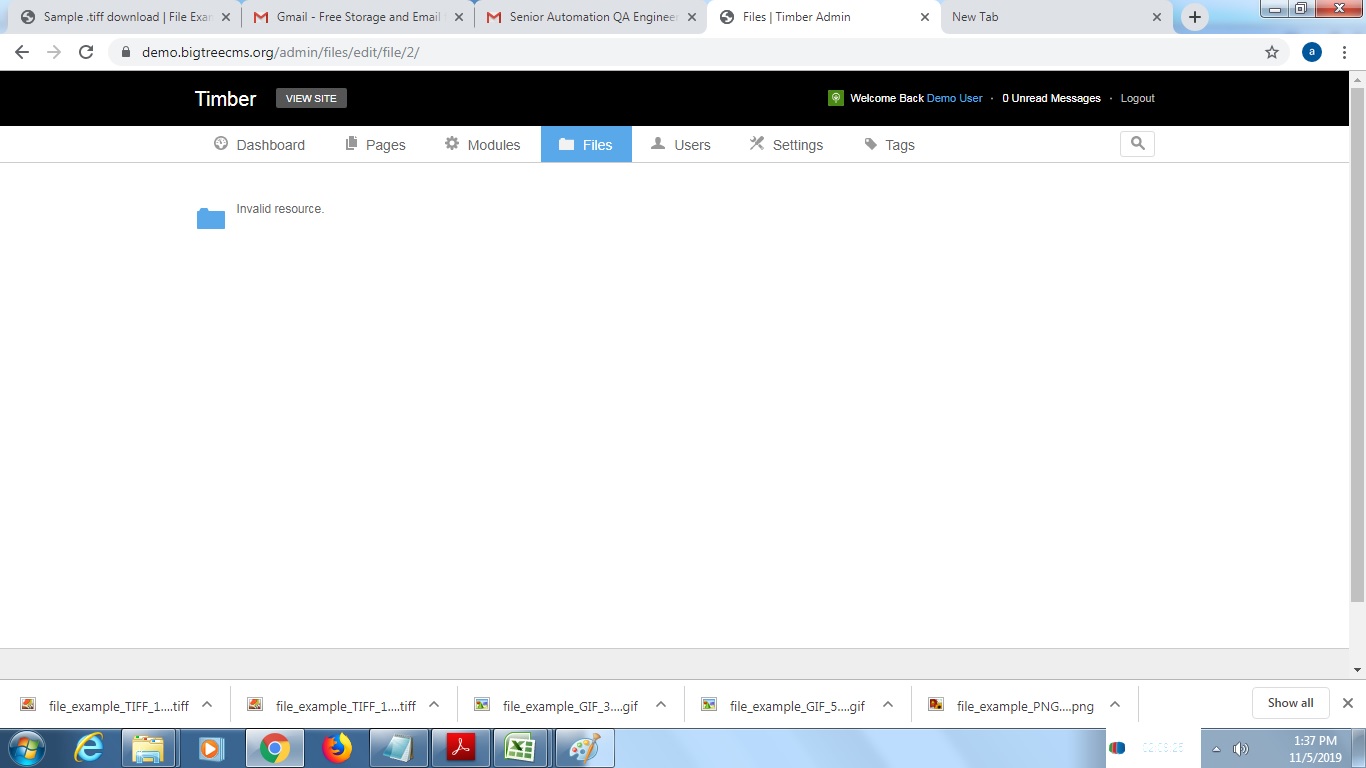 Sample .tiff download | File Exam
Gmail - Free Storage and Email
Senior Automation QA Engineer
Files | Timber Admin
New Tab
demo.bigtreecms.org/admin/files/edit/file/2/
a
Timber
VIEW SITE
Welcome Back Demo User · 0 Unread Messages · Logout
Dashboard
Pages
Modules
Files
Users
Settings
Tags
Invalid resource.
file_example_TIFF_1....tiff
file_example_TIFF_1....tiff
file_example_GIF_3....gif
file_example_GIF_5....gif
file_example_PNG....png
Show all
1:37 PM
11/5/2019